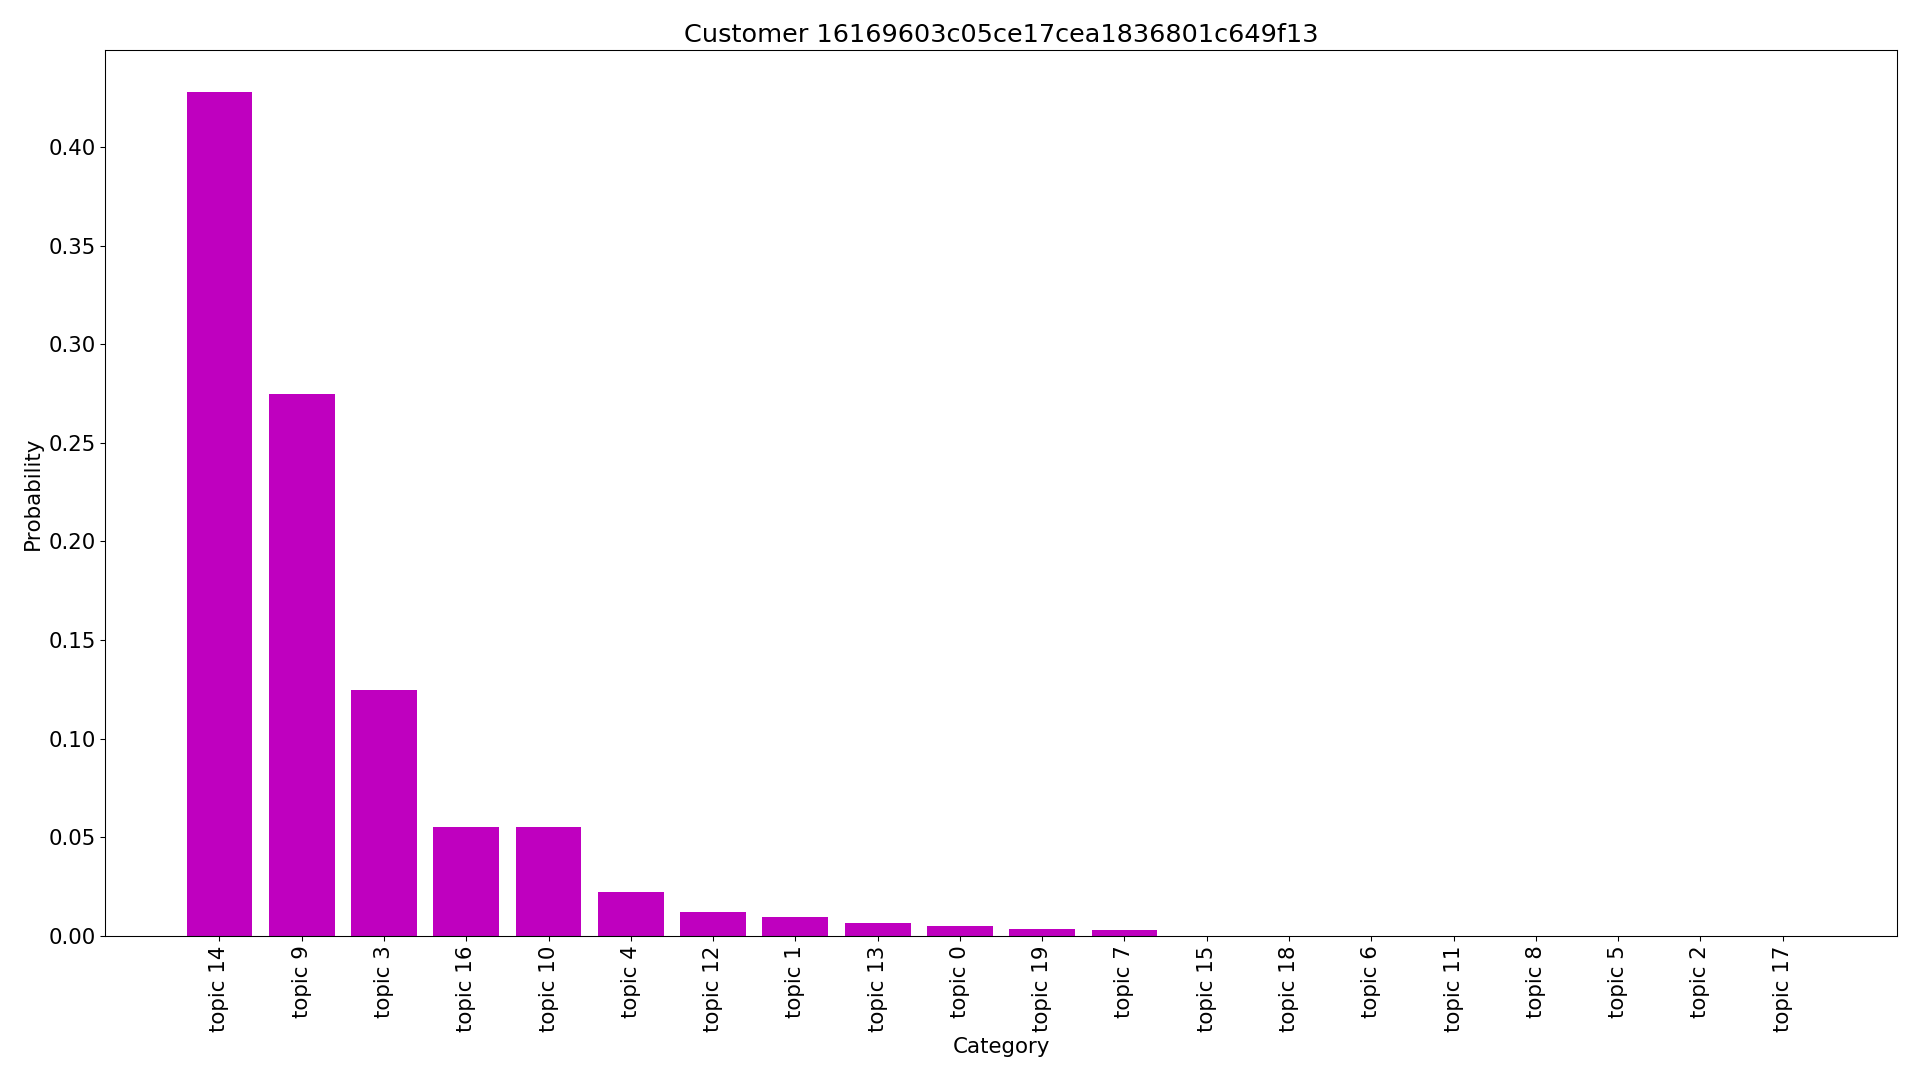 Customer 16169603c05ce17cea1836801c649f13
Probability
0.40
0.35
0.30
0.25
0.20
0.15
0.10
0.05
0.00
topic 14
topic 9
topic 3
topic 16
topic 10
topic 4
topic 12
topic 1
topic 13
topic 0
topic 19
topic 7
topic 15
topic 18
topic 6
topic 11
topic 8
topic 5
topic 2
topic 17
Category